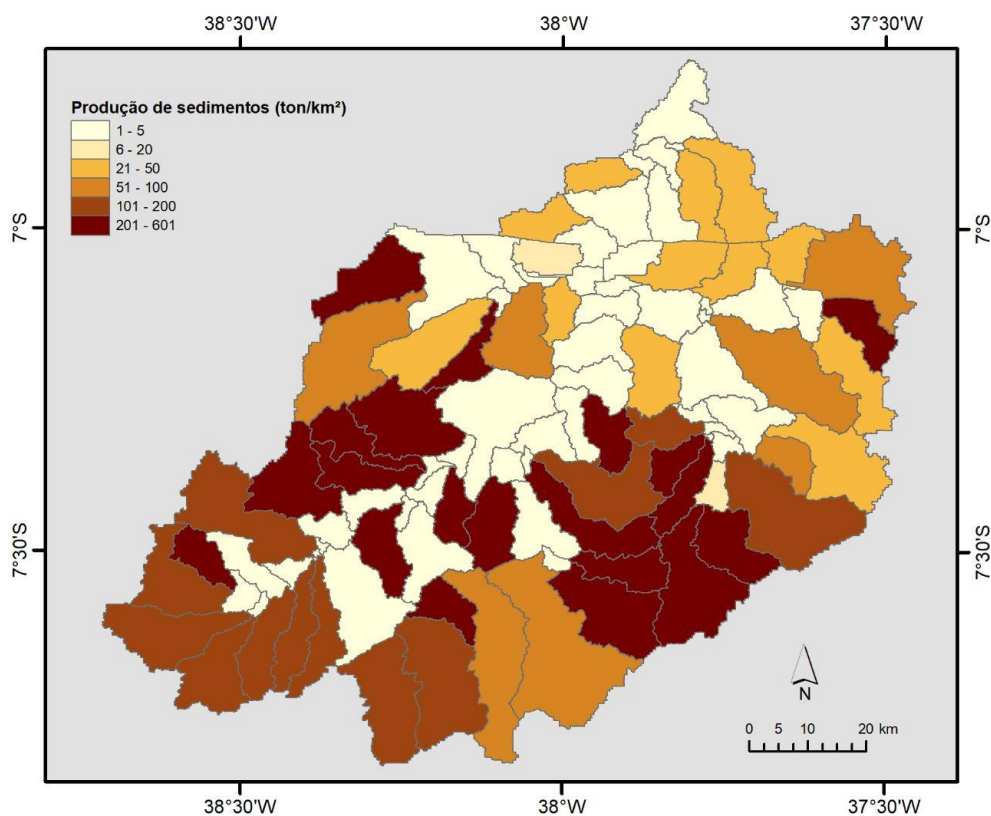 38°30'W 38°W 37°30'W
Produção de sedimentos (ton/km²)
1 - 5
6 - 20
21 - 50
51 - 100
101 - 200
201 - 601
7°S 7°S
7°30'S 7°30'S
N
0 5 10 20 km
38°30'W 38°W 37°30'W